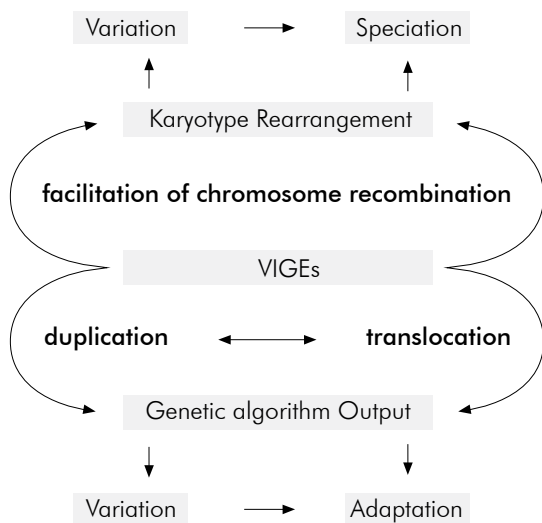 Variation Speciation
Karyotype Rearrangement
facilitation of chromosome recombination
VIGEs
duplication translocation
Genetic algorithm Output
Variation Adaptation